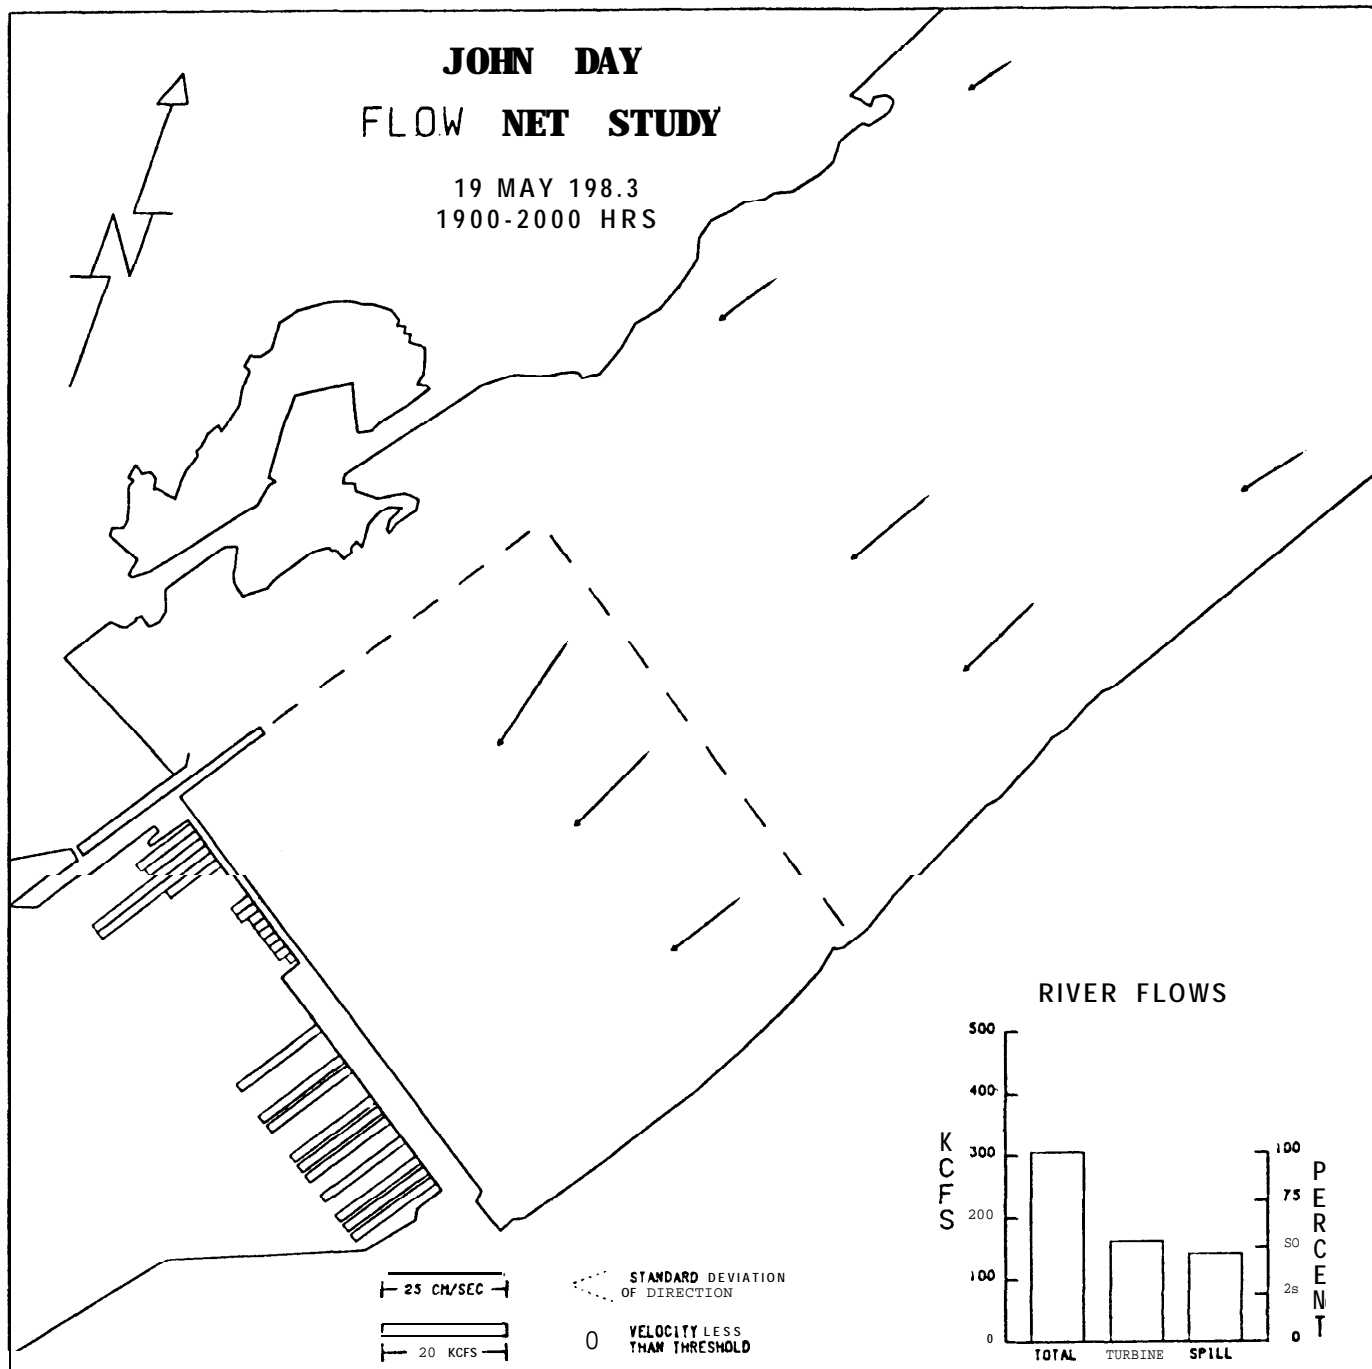 JOHN DAY
FLOW NET STUDY
19 MAY 198.3
1900-2000 HRS
N
RIVER FLOWS
KCFS
500
400
300
200
100
0
100
75
S0
2s
0
PERCENT
TOTAL TURBINE SPILL
25 CM/SEC
20 KCFS
STANDARD DEVIATION
OF DIRECTION
0 VELOCITY LESS
THAN THRESHOLD